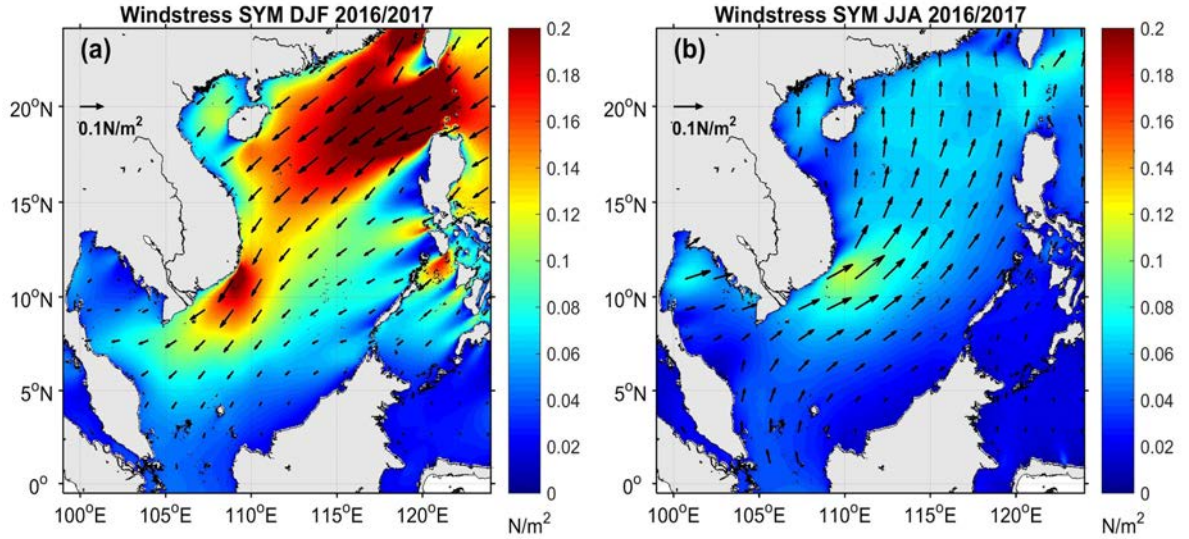 Windstress SYM DJF 2016/2017
(a)
0.1N/m²
20°N
15°N
10°N
5°N
0°
100°E 105°E 110°E 115°E 120°E
0.2
0.18
0.16
0.14
0.12
0.1
0.08
0.06
0.04
0.02
0
N/m²
Windstress SYM JJA 2016/2017
(b)
0.1N/m²
20°N
15°N
10°N
5°N
0°
100°E 105°E 110°E 115°E 120°E
0.2
0.18
0.16
0.14
0.12
0.1
0.08
0.06
0.04
0.02
0
N/m²